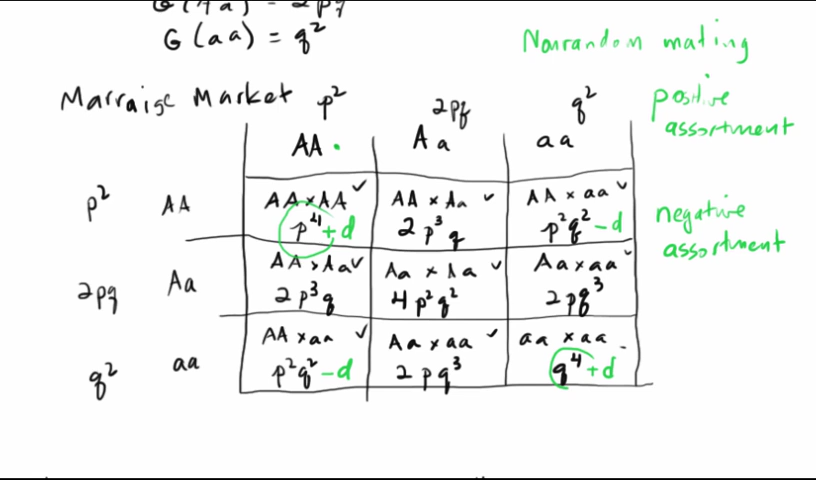 G(Aa) = 2pq
G(aa) = q²
Nonrandom mating
Marraige Market
p² 2pq q²
positive
assortment
AA Aa aa
p² AA AA×AA ✓ AA × Aa ✓ AA × aa ✓
p⁴+d 2p³q p²q²-d
negative
assortment
2pq Aa AA×Aa ✓ Aa × Aa ✓ Aa×aa ✓
2p³q 4p²q² 2pq³
q² aa AA×aa ✓ Aa×aa ✓ aa×aa
p²q²-d 2pq³ q⁴+d